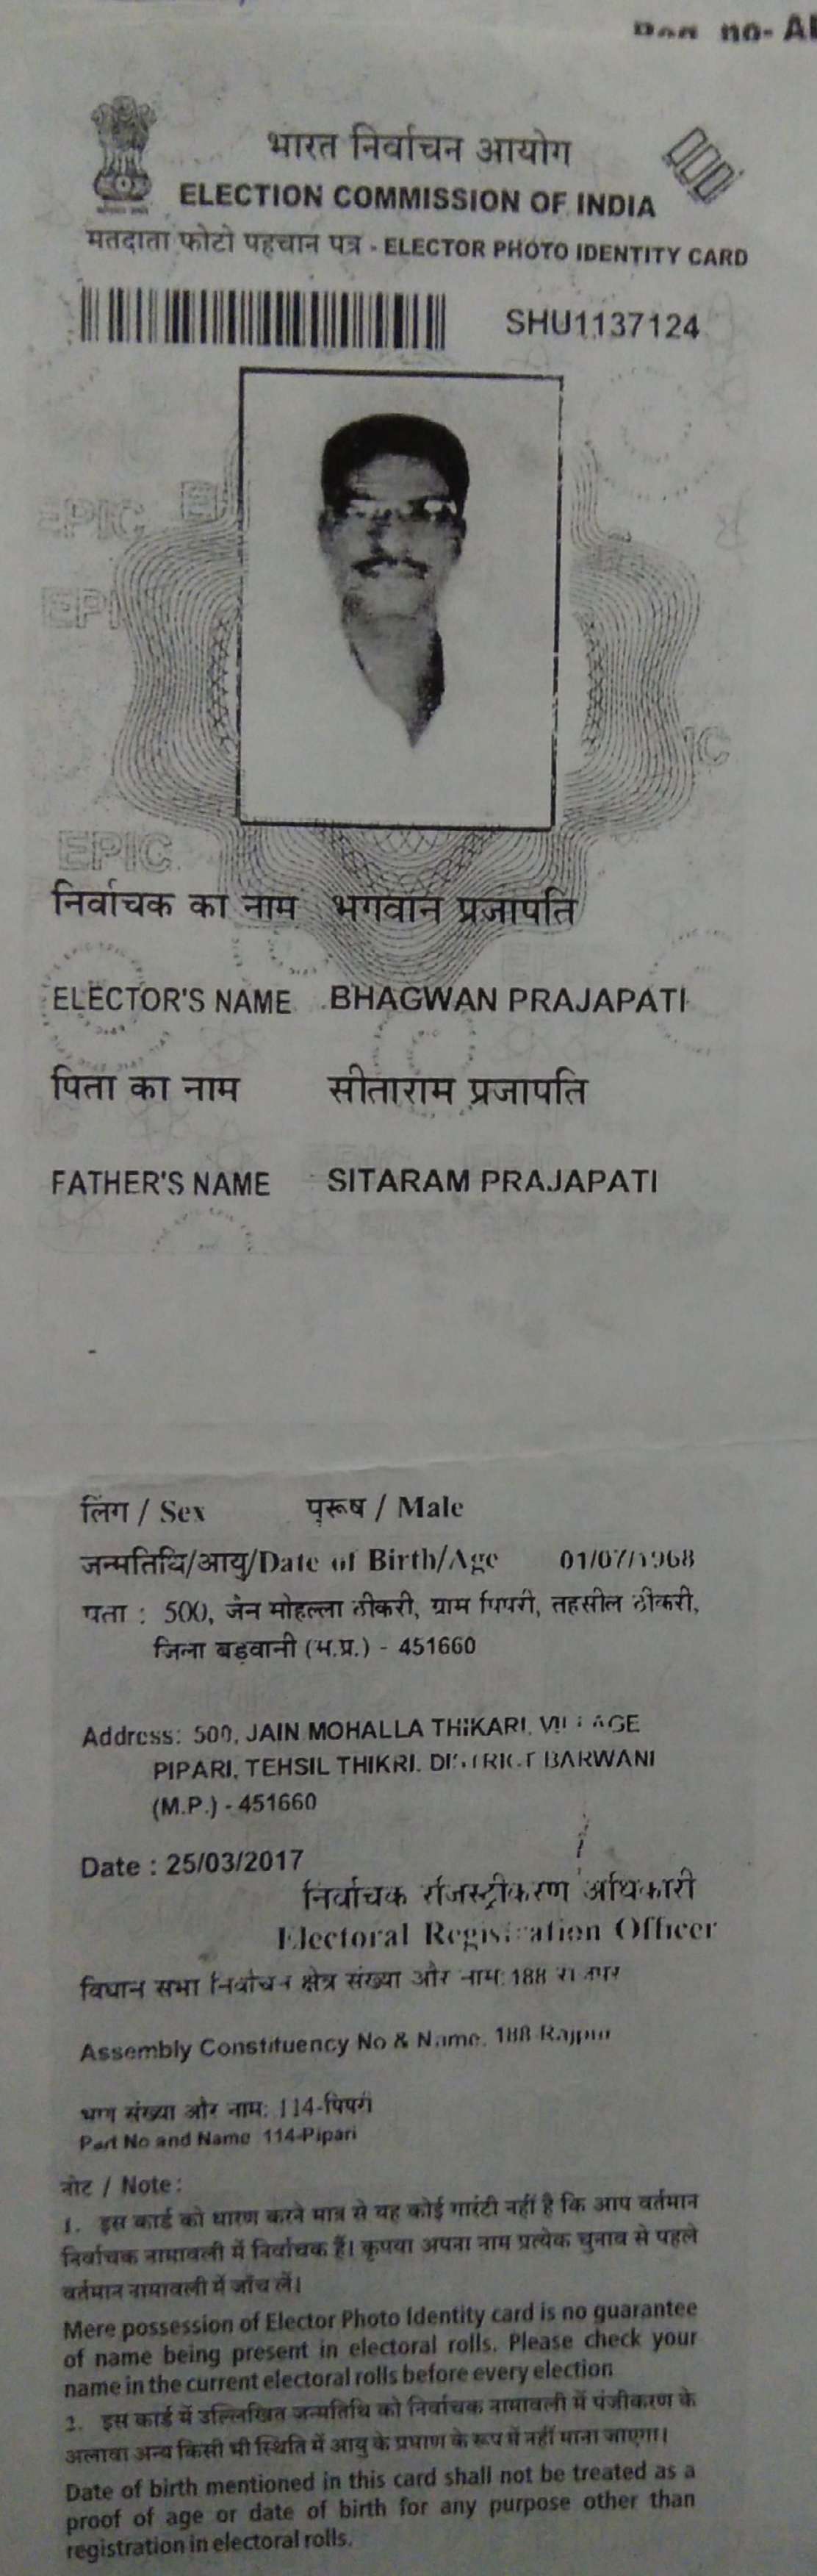 no-
भारत निर्वाचन आयोग
ELECTION COMMISSION OF INDIA
मतदाता फोटो पहचान पत्र - ELECTOR PHOTO IDENTITY CARD
SHU1137124
EPIC
EPIC
निर्वाचक का नाम भगवान प्रजापति
ELECTOR'S NAME BHAGWAN PRAJAPATI
पिता का नाम सीताराम प्रजापति
FATHER'S NAME SITARAM PRAJAPATI
लिंग / Sex पुरूष / Male
जन्मतिथि/आयु/Date of Birth/Age 01/07/1968
पता : 500, जैन मोहल्ला ठीकरी, ग्राम पिपरी, तहसील ठीकरी,
जिला बड़वानी (म.प्र.) - 451660
Address: 500, JAIN MOHALLA THIKARI, VILLAGE
PIPARI, TEHSIL THIKRI, DISTRICT BARWANI
(M.P.) - 451660
Date : 25/03/2017
निर्वाचक रजिस्ट्रीकरण अधिकारी
Electoral Registration Officer
विधान सभा निर्वाचन क्षेत्र संख्या और नाम: 188
Assembly Constituency No & Name. 188-Rajpur
भाग संख्या और नाम: 114-पिपरी
Part No and Name 114-Pipari
नोट / Note :
1. इस कार्ड को धारण करने मात्र से यह कोई गारंटी नहीं है कि आप वर्तमान
निर्वाचक नामावली में निर्वाचक हैं। कृपया अपना नाम प्रत्येक चुनाव से पहले
वर्तमान नामावली में जाँच लें।
Mere possession of Elector Photo Identity card is no guarantee
of name being present in electoral rolls. Please check your
name in the current electoral rolls before every election
2. इस कार्ड में उल्लिखित जन्मतिथि को निर्वाचक नामावली में पंजीकरण के
अलावा अन्य किसी भी स्थिति में आयु के प्रमाण के रूप में नहीं माना जाएगा।
Date of birth mentioned in this card shall not be treated as a
proof of age or date of birth for any purpose other than
registration in electoral rolls.